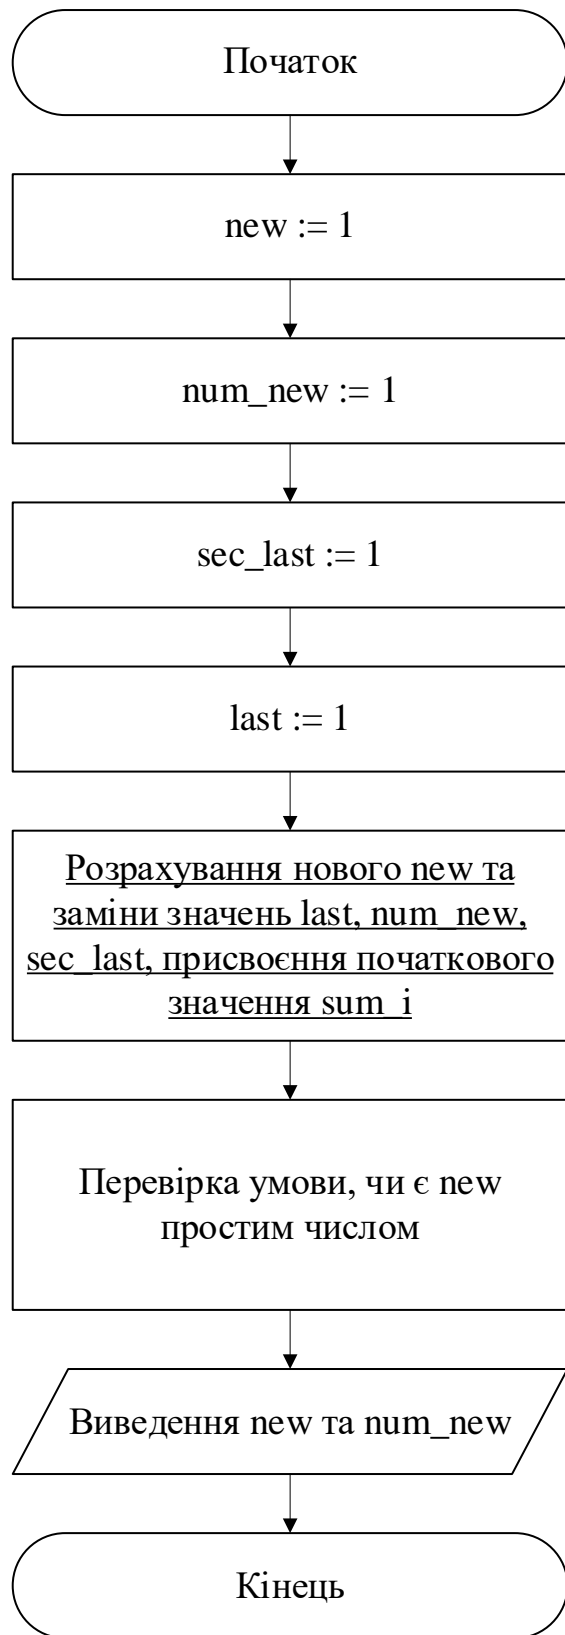 Початок
new := 1
num_new := 1
sec_last := 1
last := 1
Розрахування нового new та
заміни значень last, num_new,
sec_last, присвоєння початкового
значення sum_i
Перевірка умови, чи є new
простим числом
Виведення new та num_new
Кінець